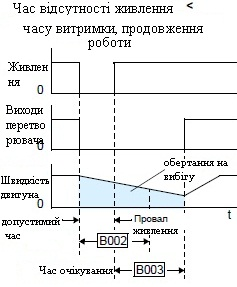 Час відсутності живлення <
часу витримки, продовження
роботи
Живлен
ня
0
Виходи
перетво
рювача
0
обертання на
вибігу
Швидкість
двигуна
0
t
допустимий
час
Провал
живлення
B002
Час очікування
B003